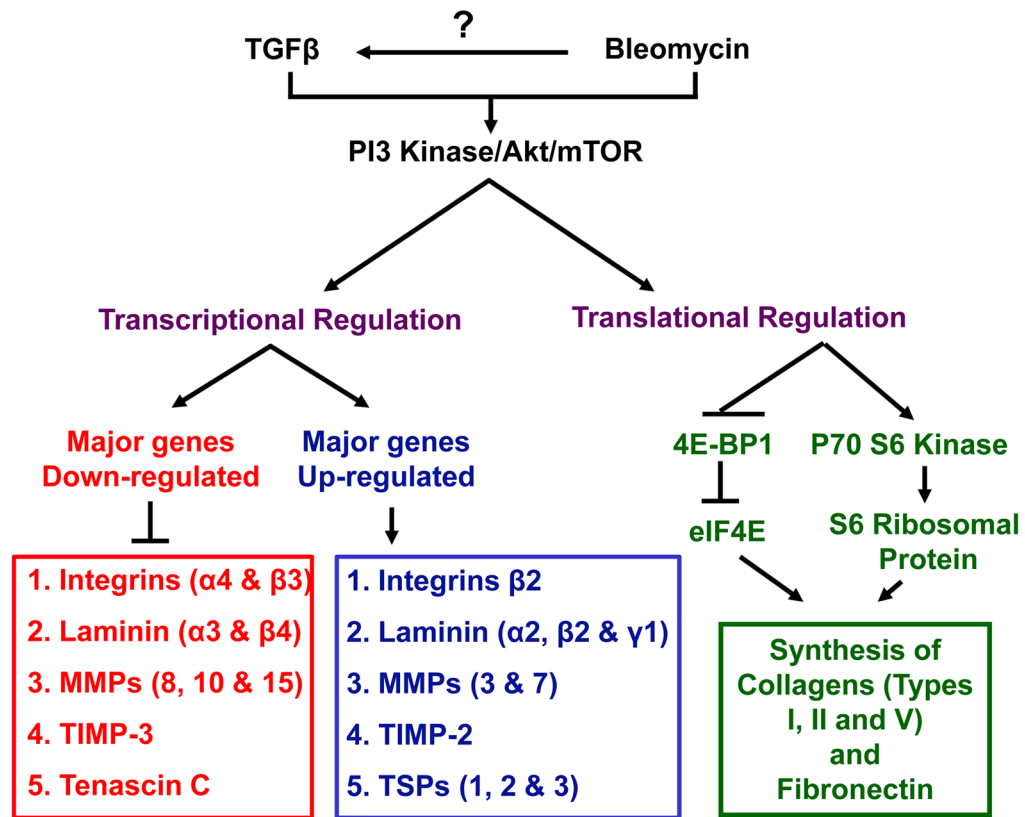 ?
TGFβ
Bleomycin
PI3 Kinase/Akt/mTOR
Transcriptional Regulation
Translational Regulation
Major genes
Down-regulated
Major genes
Up-regulated
4E-BP1
P70 S6 Kinase
eIF4E
S6 Ribosomal
Protein
1. Integrins (α4 & β3)
2. Laminin (α3 & β4)
3. MMPs (8, 10 & 15)
4. TIMP-3
5. Tenascin C
1. Integrins β2
2. Laminin (α2, β2 & γ1)
3. MMPs (3 & 7)
4. TIMP-2
5. TSPs (1, 2 & 3)
Synthesis of
Collagens (Types
I, II and V)
and
Fibronectin